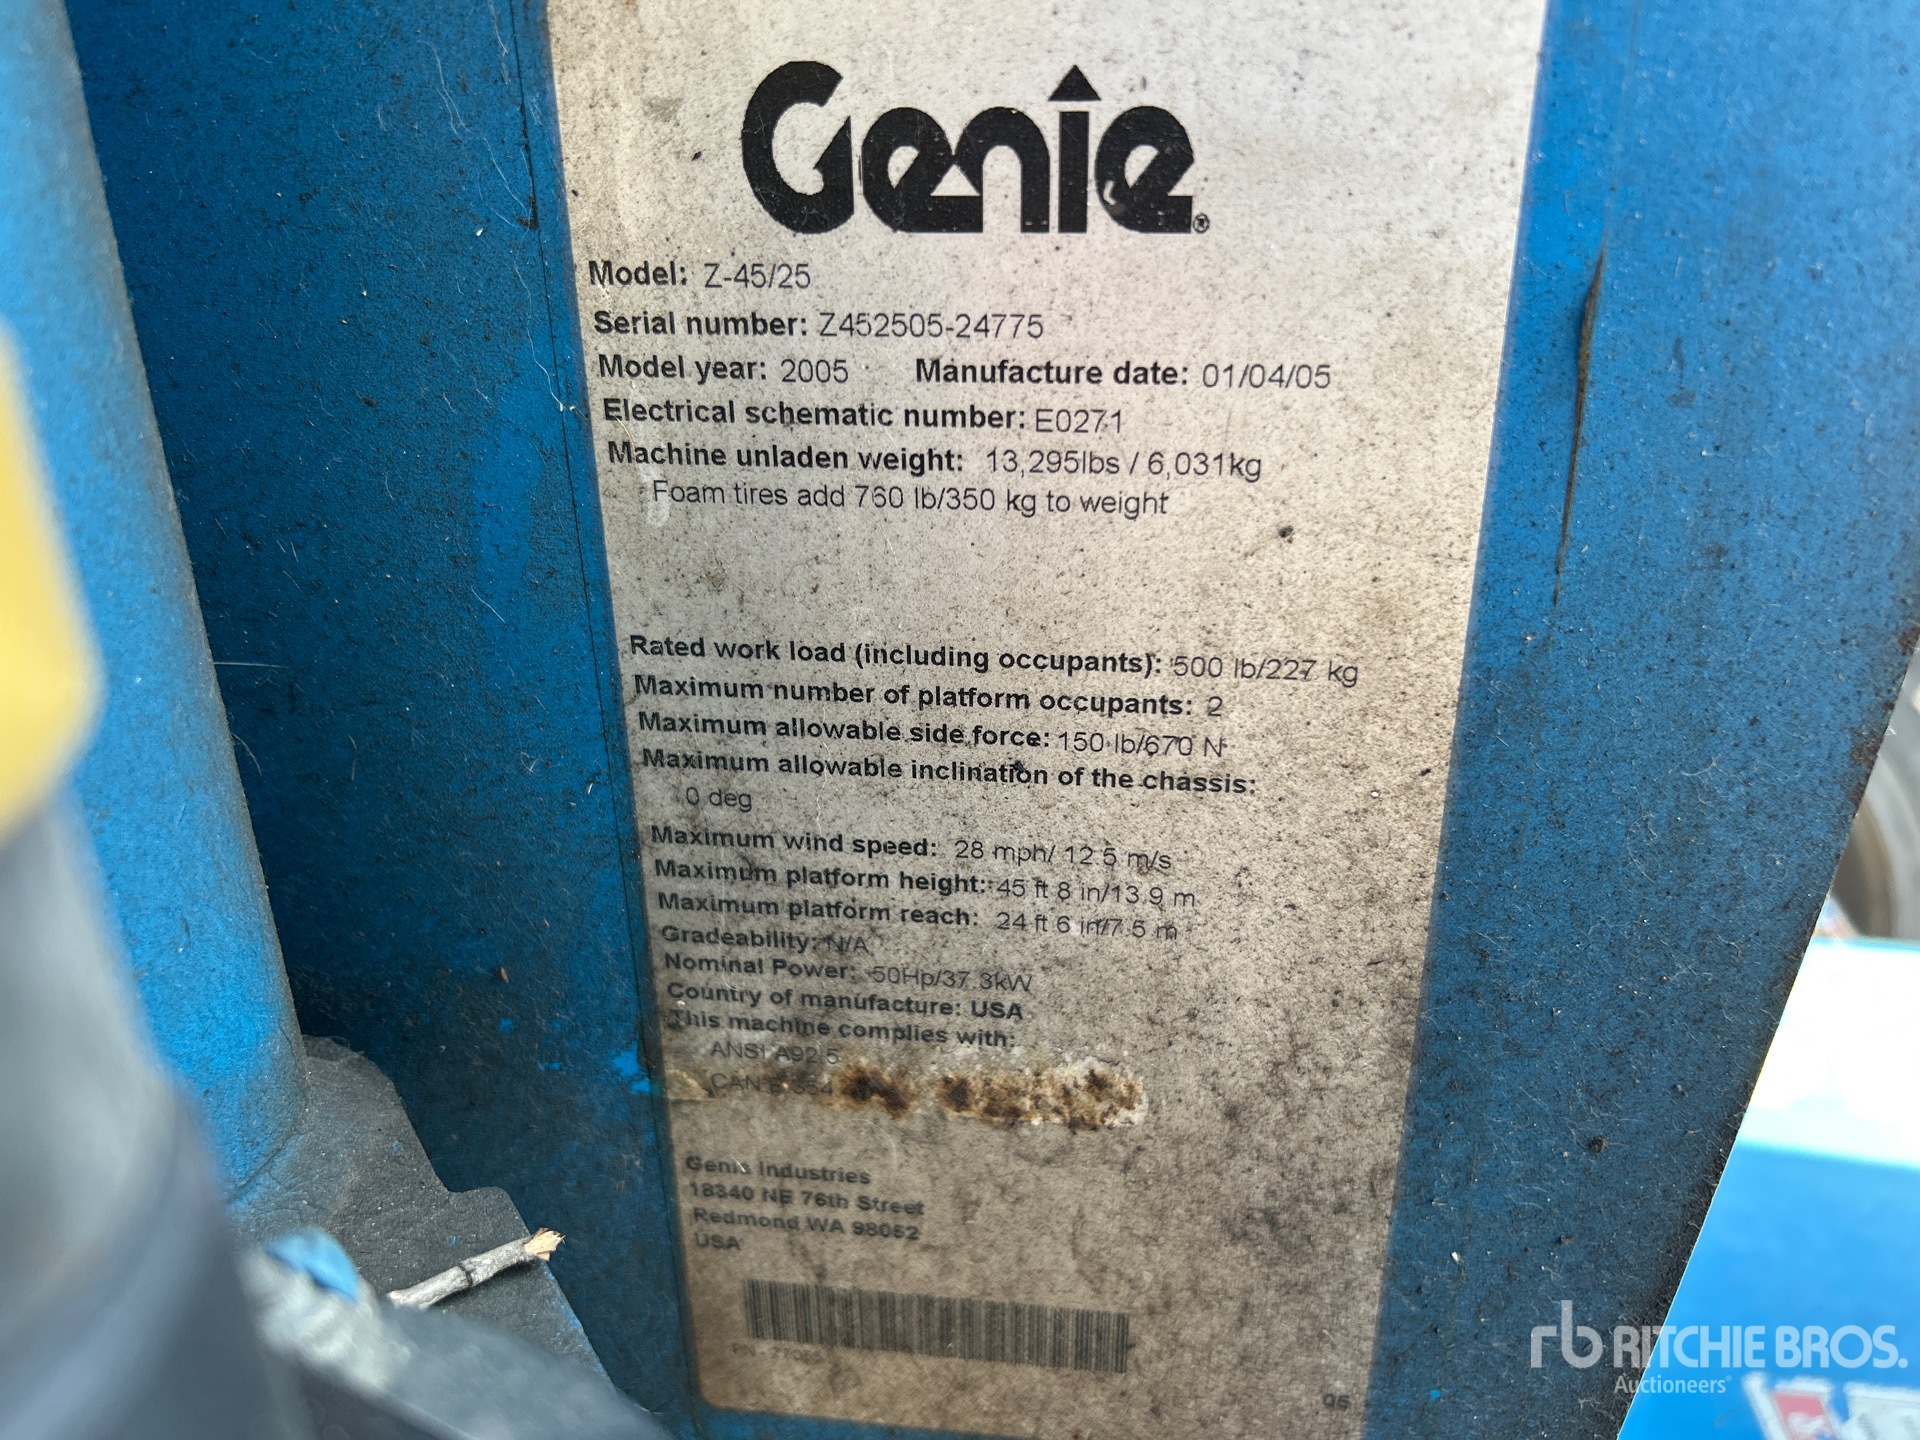 Genie®
Model: Z-45/25
Serial number: Z452505-24775
Model year: 2005 Manufacture date: 01/04/05
Electrical schematic number: E0271
Machine unladen weight: 13,295lbs / 6,031kg
Foam tires add 760 lb/350 kg to weight
Rated work load (including occupants): 500 lb/227 kg
Maximum number of platform occupants: 2
Maximum allowable side force: 150 lb/670 N
Maximum allowable inclination of the chassis:
0 deg
Maximum wind speed: 28 mph/ 12.5 m/s
Maximum platform height: 45 ft 8 in/13.9 m
Maximum platform reach: 24 ft 6 in/7.5 m
Gradeability: N/A
Nominal Power: 50Hp/37.3kW
Country of manufacture: USA
This machine complies with:
ANSI A92.5
CAN
Genie Industries
18340 NE 76th Street
Redmond WA 98052
USA
PN -
05
rb RITCHIE BROS.
Auctioneers